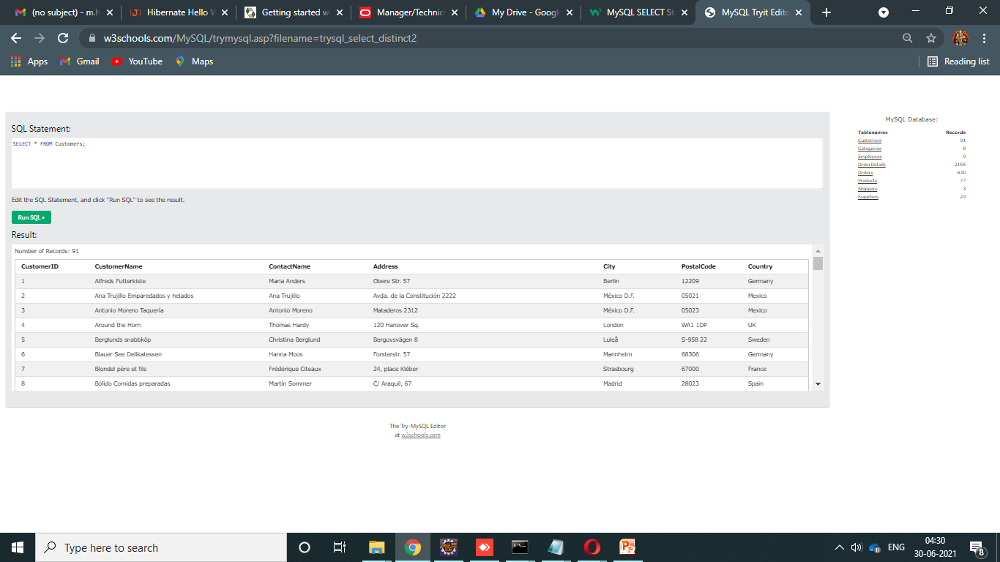 (no subject) - m.h
Hibernate Hello W
Getting started w
Manager/Technic
My Drive - Google
MySQL SELECT St
MySQL Tryit Edito
w3schools.com/MySQL/trymysql.asp?filename=trysql_select_distinct2
Apps Gmail YouTube Maps Reading list
SQL Statement:
SELECT * FROM Customers;
Edit the SQL Statement, and click "Run SQL" to see the result.
Run SQL »
Result:
Number of Records: 91
CustomerID CustomerName ContactName Address City PostalCode Country
1 Alfreds Futterkiste Maria Anders Obere Str. 57 Berlin 12209 Germany
2 Ana Trujillo Emparedados y helados Ana Trujillo Avda. de la Constitución 2222 México D.F. 05021 Mexico
3 Antonio Moreno Taquería Antonio Moreno Mataderos 2312 México D.F. 05023 Mexico
4 Around the Horn Thomas Hardy 120 Hanover Sq. London WA1 1DP UK
5 Berglunds snabbköp Christina Berglund Berguvsvägen 8 Luleå S-958 22 Sweden
6 Blauer See Delikatessen Hanna Moos Forsterstr. 57 Mannheim 68306 Germany
7 Blondel père et fils Frédérique Citeaux 24, place Kléber Strasbourg 67000 France
8 Bólido Comidas preparadas Martín Sommer C/ Araquil, 67 Madrid 28023 Spain
The Try-MySQL Editor
at w3schools.com
MySQL Database:
Tablenames Records
Customers 91
Categories 8
Employees 9
OrderDetails 2155
Orders 830
Products 77
Shippers 3
Suppliers 29
Type here to search
ENG
04:30
30-06-2021
8